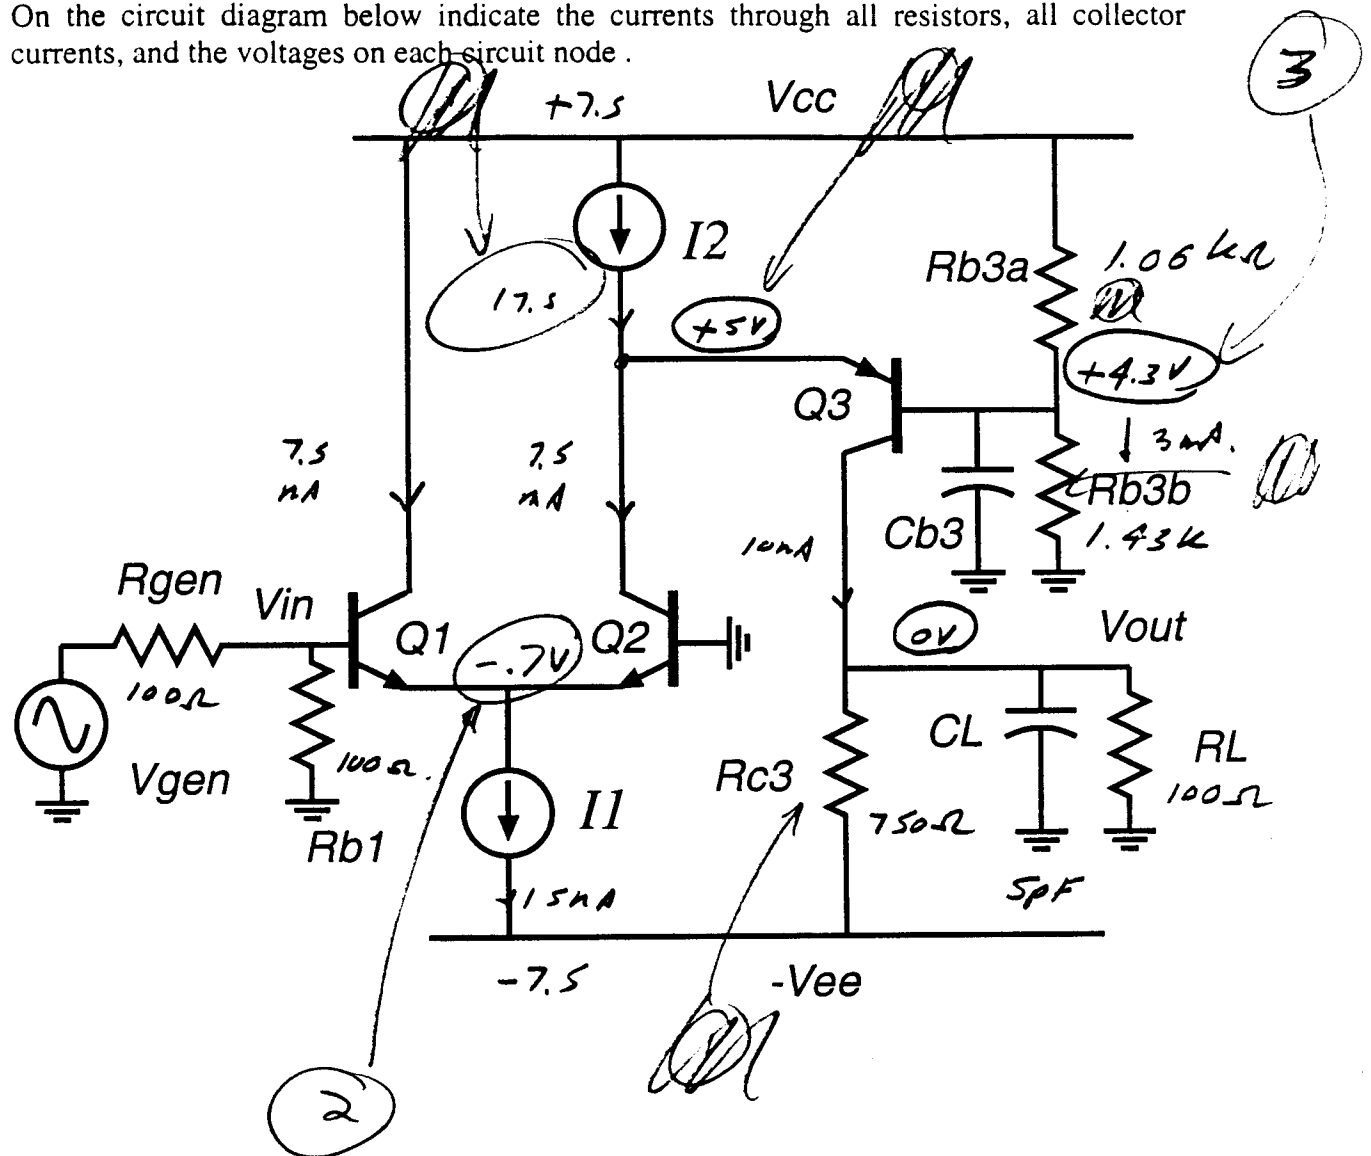 On the circuit diagram below indicate the currents through all resistors, all collector
currents, and the voltages on each circuit node .
3
+7.5
Vcc
I2
Rb3a
1.06 kΩ
17.5
+5V
+4.3V
Q3
3 mA.
7.5
mA
7.5
mA
Rb3b
1.43k
Cb3
10mA
Rgen
Vin
Q1
Q2
-.7V
0V
Vout
100Ω
100Ω.
Vgen
Rb1
I1
Rc3
750Ω
CL
RL
100Ω
15mA
5pF
-7.5
-Vee
2